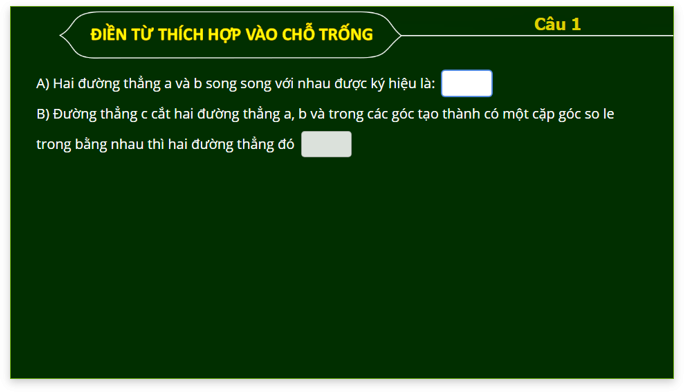 ĐIỀN TỪ THÍCH HỢP VÀO CHỖ TRỐNG
Câu 1
A) Hai đường thẳng a và b song song với nhau được ký hiệu là:
B) Đường thẳng c cắt hai đường thẳng a, b và trong các góc tạo thành có một cặp góc so le
trong bằng nhau thì hai đường thẳng đó